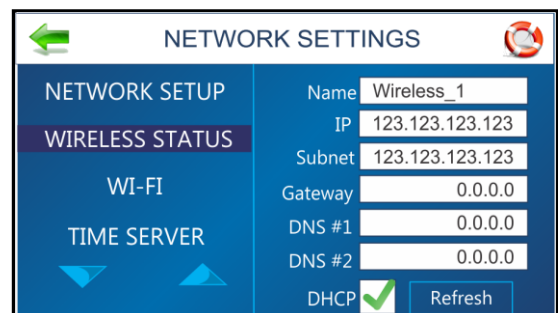 NETWORK SETTINGS
NETWORK SETUP
WIRELESS STATUS
WI-FI
TIME SERVER
Name Wireless_1
IP 123.123.123.123
Subnet 123.123.123.123
Gateway 0.0.0.0
DNS #1 0.0.0.0
DNS #2 0.0.0.0
DHCP Refresh